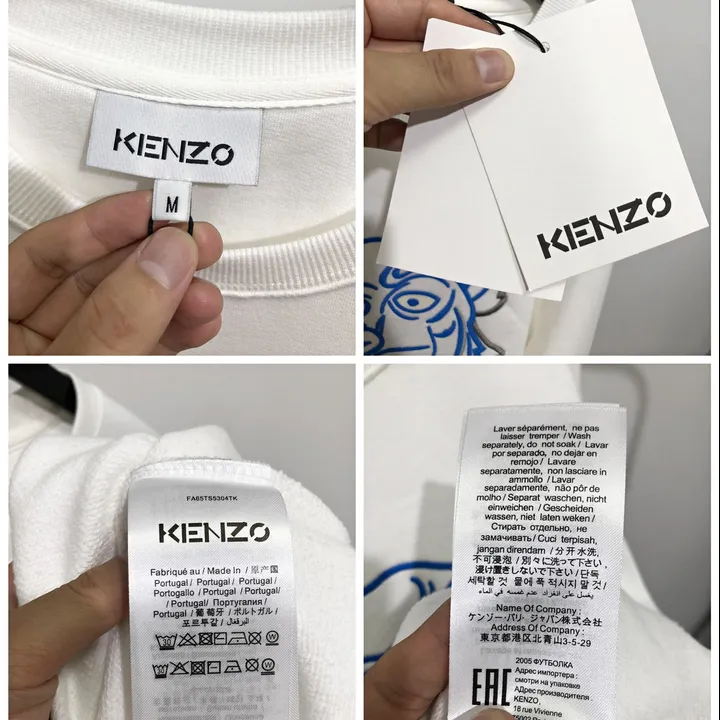 KENZO
M
KENZO
FA65TS5304TK
KENZO
Fabriqué au / Made in / 原产国
Portugal / Portugal / Portugal /
Portogallo / Portugal / Portugal/
/ Portugal/ Португалия /
Portugal / 葡萄牙 / ポルトガル /
포르투갈 / البرتغال
Laver séparément, ne pas
laisser tremper / Wash
separately, do not soak / Lavar
por separado, no dejar en
remojo / Lavare
separatamente, non lasciare in
ammollo / Lavar
separadamente, não pôr de
molho / Separat waschen, nicht
einweichen / Gescheiden
wassen, niet laten weken /
Стирать отдельно, не
замачивать / Cuci terpisah,
jangan direndam / 分开水洗,
不可浸泡 / 別々に洗って下さい,
浸け置きしないで下さい / 단독
세탁할 것 물에 푹 적시지 말 것 /
يغسل على انفراد عدم غمسه في الماء
Name Of Company :
ケンゾー·パリ ジャパン株式会社
Address Of Company :
東京都港区北青山3-5-29
EAC
2005 ФУТБОЛКА
Адрес импортера :
смотри на упаковке
АДрес производителя :
KENZO,
18 rue Vivienne